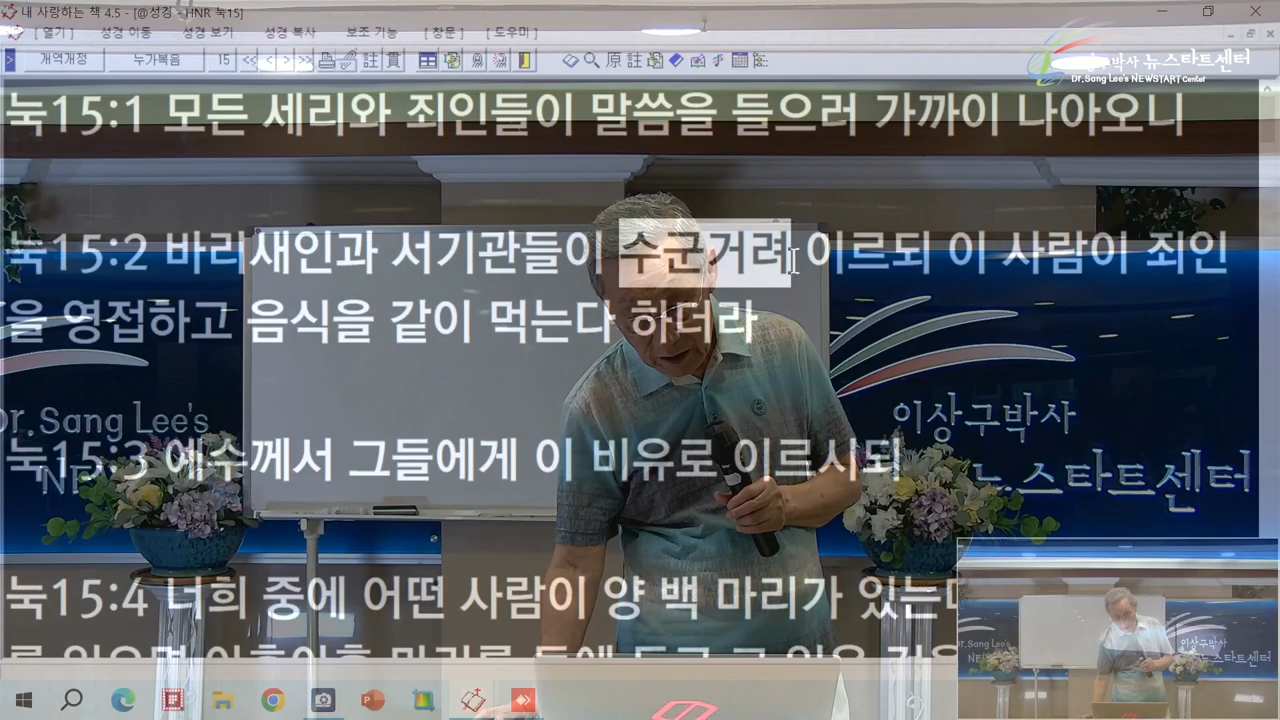 내 사랑하는 책 4.5 - [@성경 - HNR 눅15]
[ 열기 ] 성경 이동 성경 보기 성경 복사 보조 기능 [ 창문 ] [ 도우미 ]
개역개정 누가복음 15
박사 뉴스타트센터
Dr.Sang Lee's NEWSTART Center
눅15:1 모든 세리와 죄인들이 말씀을 들으러 가까이 나아오니
눅15:2 바리새인과 서기관들이 수군거려 이르되 이 사람이 죄인
을 영접하고 음식을 같이 먹는다 하더라
Dr.Sang Lee's
이상구박사
눅15:3 예수께서 그들에게 이 비유로 이르시되
뉴스타트센터
눅15:4 너희 중에 어떤 사람이 양 백 마리가 있는
이상구박사
뉴스타트센터